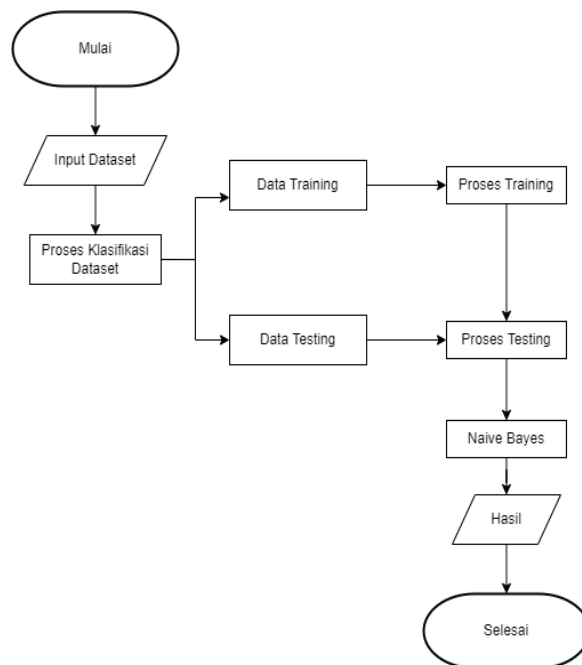 Mulai
Input Dataset
Proses Klasifikasi
Dataset
Data Training
Proses Training
Data Testing
Proses Testing
Naive Bayes
Hasil
Selesai